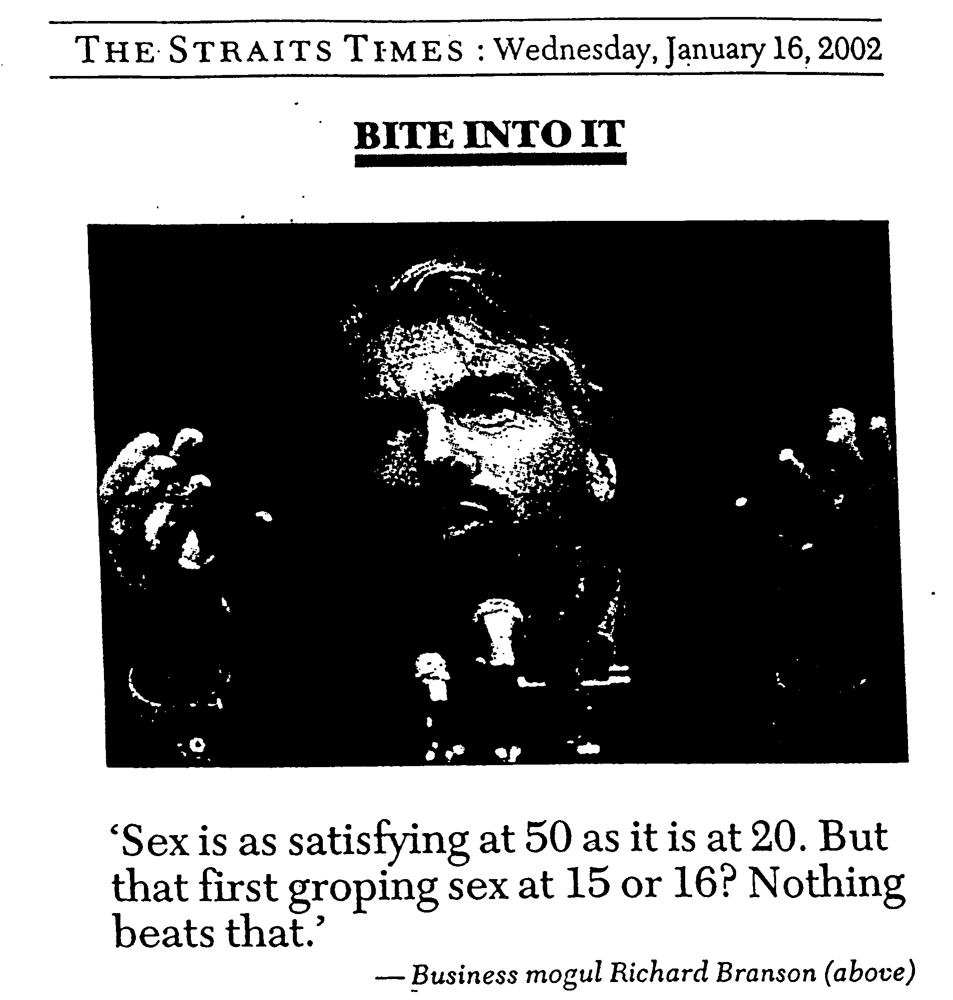 THE STRAITS TIMES : Wednesday, January 16, 2002
BITE INTO IT
‘Sex is as satisfying at 50 as it is at 20. But
that first groping sex at 15 or 16? Nothing
beats that.’
— Business mogul Richard Branson (above)